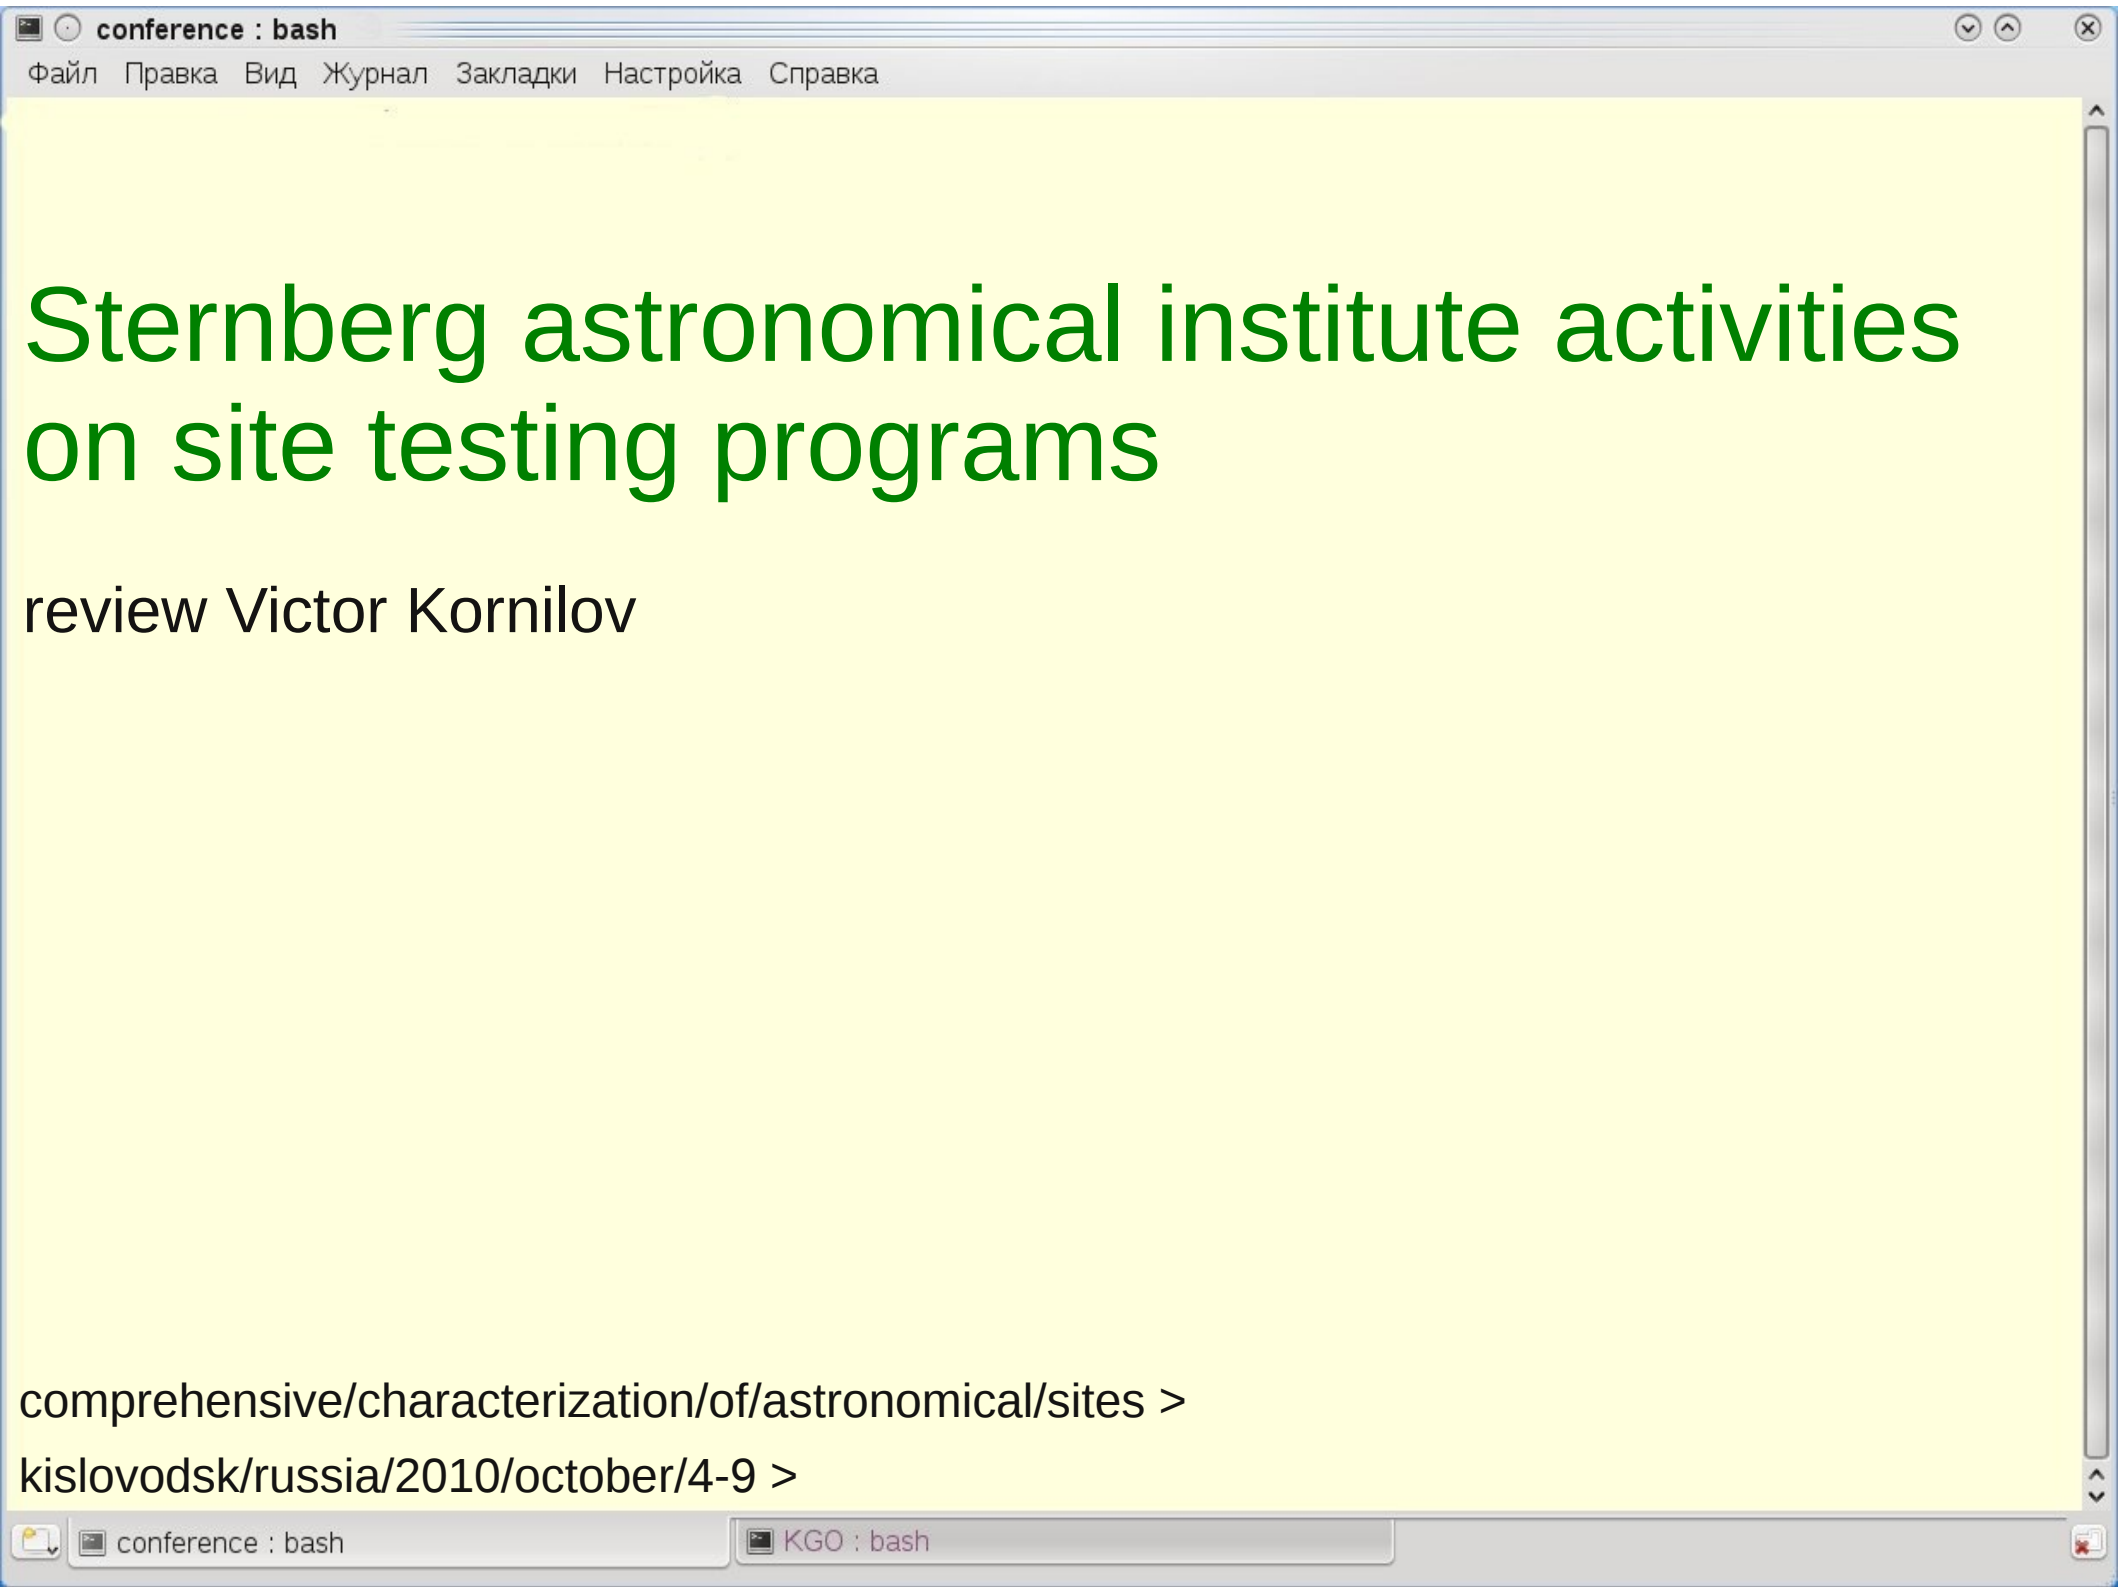 conference : bash
Файл Правка Вид Журнал Закладки Настройка Справка
Sternberg astronomical institute activities
on site testing programs
review Victor Kornilov
comprehensive/characterization/of/astronomical/sites >
kislovodsk/russia/2010/october/4-9 >
conference : bash KGO : bash